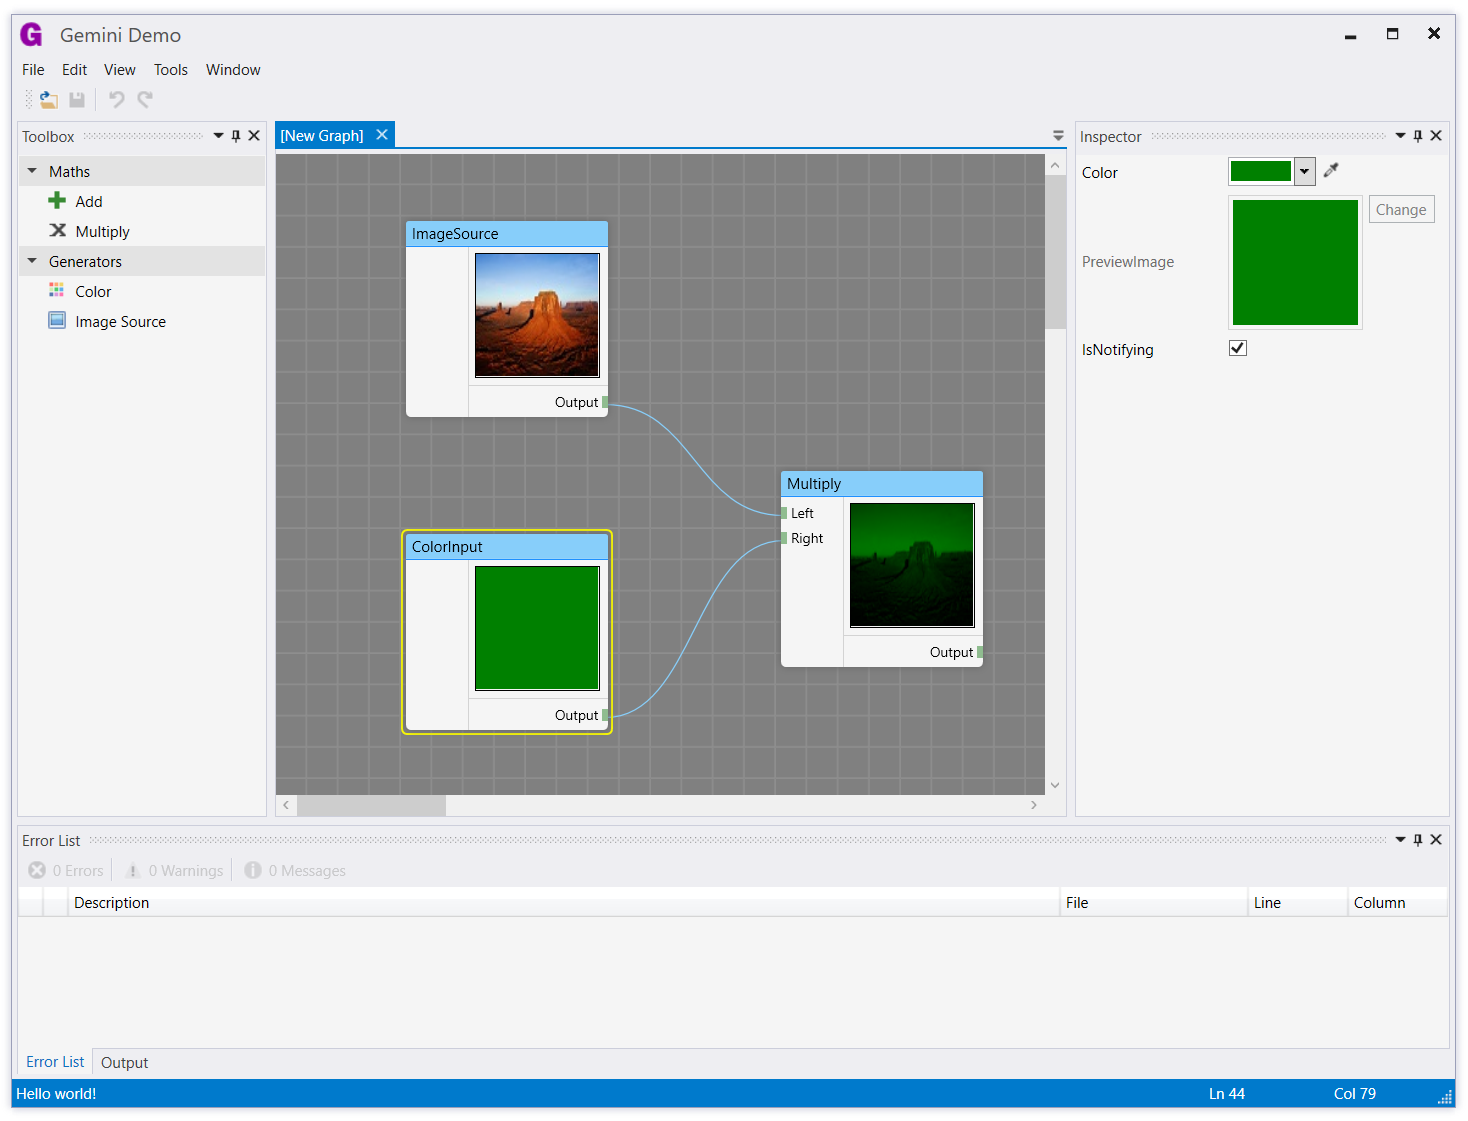 G Gemini Demo
File Edit View Tools Window
Toolbox
Maths
Add
Multiply
Generators
Color
Image Source
[New Graph]
ImageSource
Output
ColorInput
Output
Multiply
Left
Right
Output
Inspector
Color
Change
PreviewImage
IsNotifying
Error List
0 Errors 0 Warnings 0 Messages
Description File Line Column
Error List Output
Hello world! Ln 44 Col 79